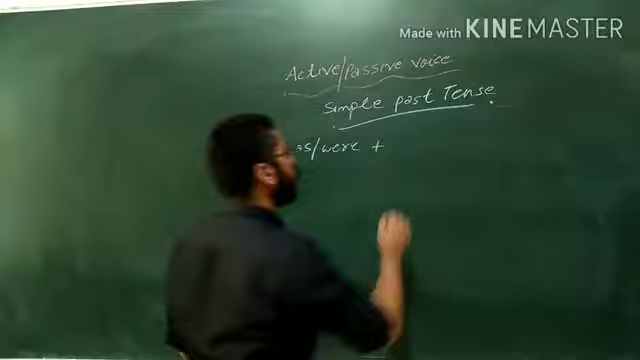 Made with KINEMASTER
Active/Passive voice
Simple past Tense
as/were +